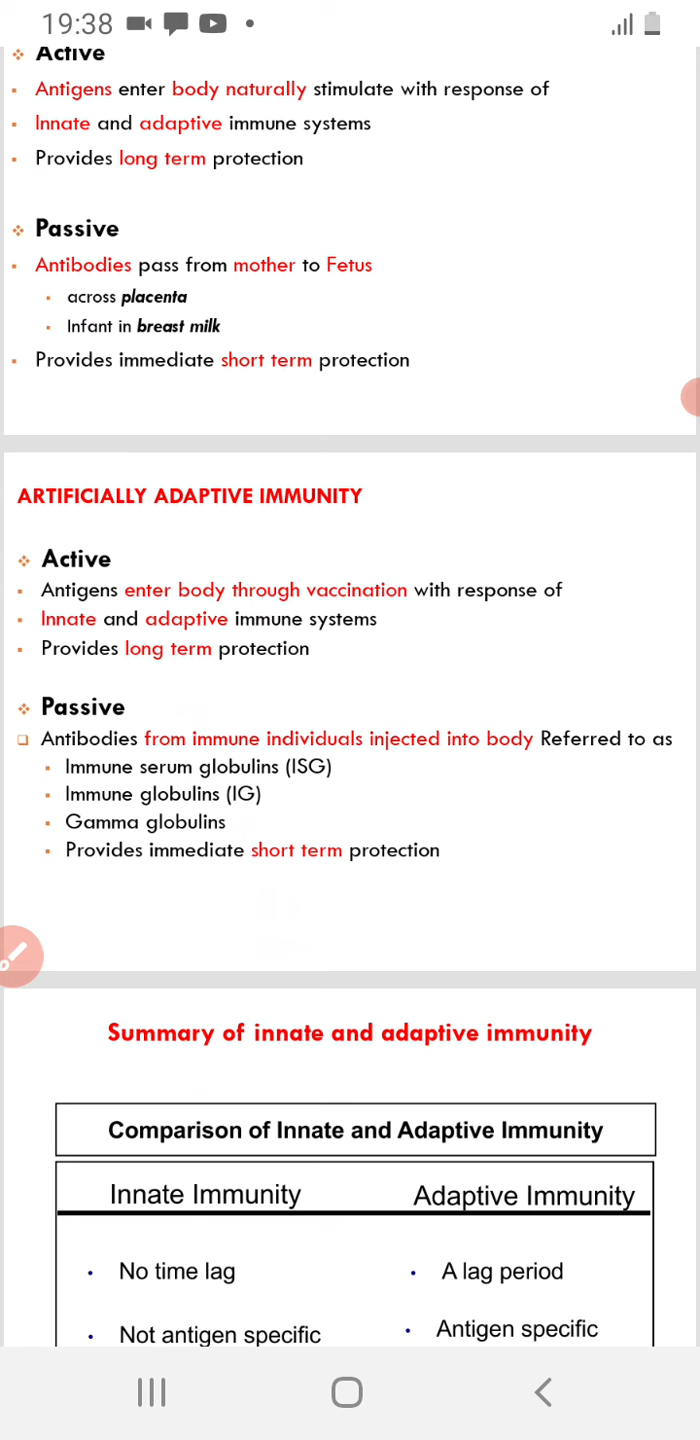 19:38
Active
Antigens enter body naturally stimulate with response of
Innate and adaptive immune systems
Provides long term protection
Passive
Antibodies pass from mother to Fetus
across placenta
Infant in breast milk
Provides immediate short term protection
ARTIFICIALLY ADAPTIVE IMMUNITY
Active
Antigens enter body through vaccination with response of
Innate and adaptive immune systems
Provides long term protection
Passive
Antibodies from immune individuals injected into body Referred to as
Immune serum globulins (ISG)
Immune globulins (IG)
Gamma globulins
Provides immediate short term protection
Summary of innate and adaptive immunity
Comparison of Innate and Adaptive Immunity
Innate Immunity Adaptive Immunity
No time lag A lag period
Not antigen specific Antigen specific